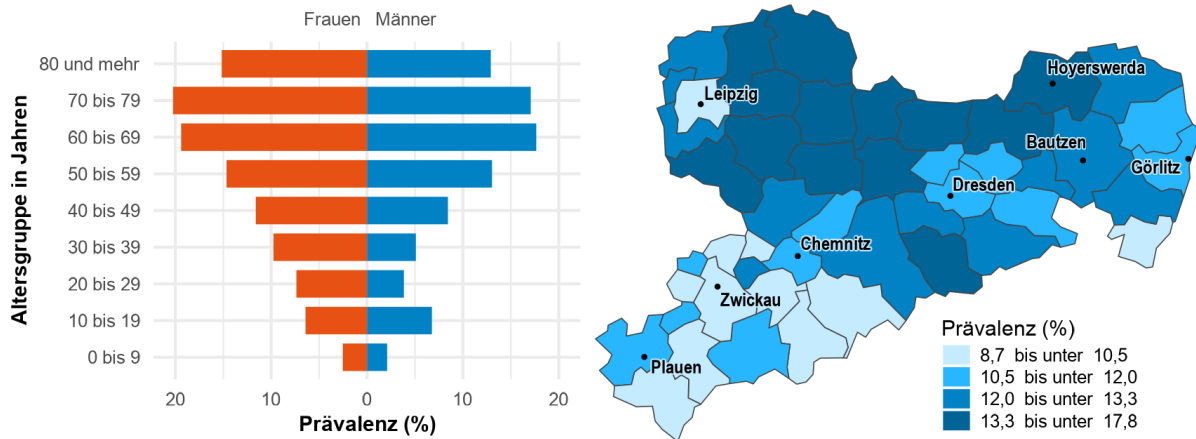 Frauen Männer
Altersgruppe in Jahren
80 und mehr
70 bis 79
60 bis 69
50 bis 59
40 bis 49
30 bis 39
20 bis 29
10 bis 19
0 bis 9
20 10 0 10 20
Prävalenz (%)
Hoyerswerda
Leipzig
Bautzen
Görlitz
Dresden
Chemnitz
Zwickau
Plauen
Prävalenz (%)
8,7 bis unter 10,5
10,5 bis unter 12,0
12,0 bis unter 13,3
13,3 bis unter 17,8